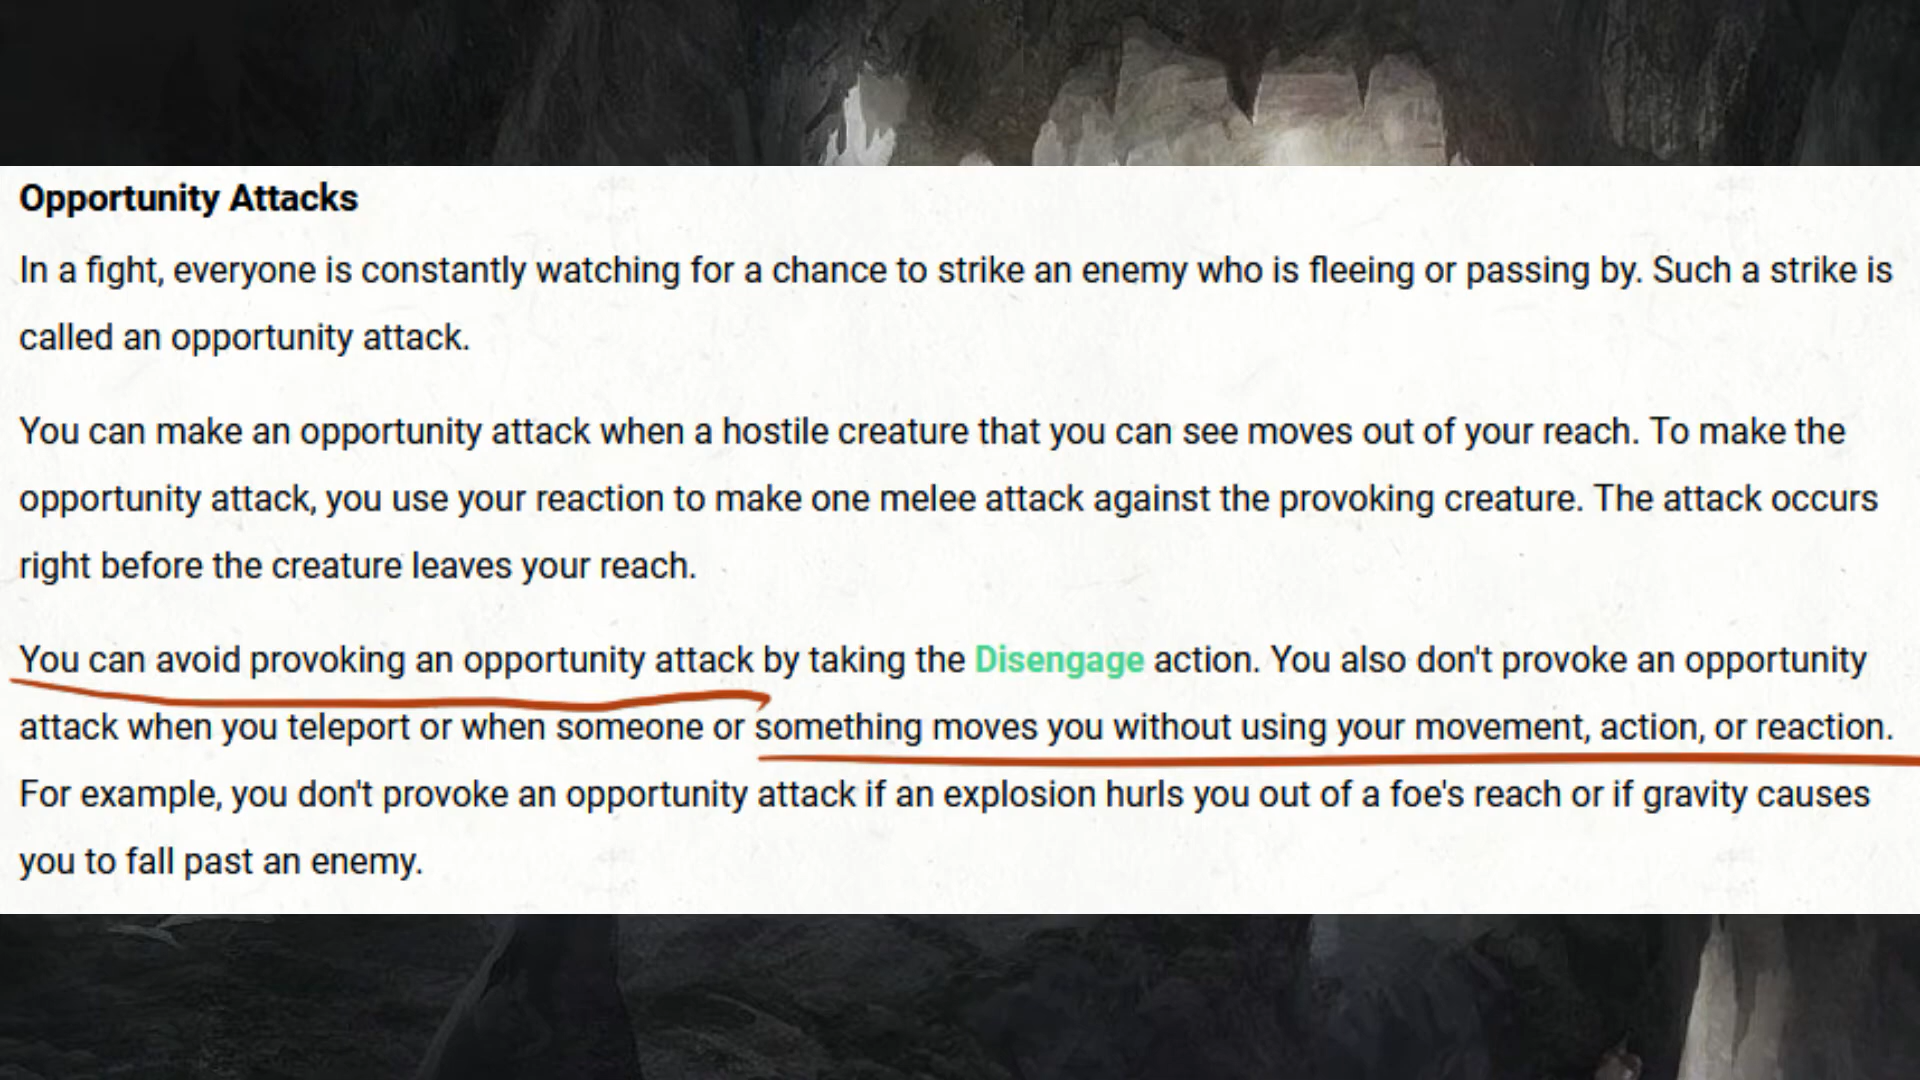 Opportunity Attacks
In a fight, everyone is constantly watching for a chance to strike an enemy who is fleeing or passing by. Such a strike is
called an opportunity attack.
You can make an opportunity attack when a hostile creature that you can see moves out of your reach. To make the
opportunity attack, you use your reaction to make one melee attack against the provoking creature. The attack occurs
right before the creature leaves your reach.
You can avoid provoking an opportunity attack by taking the Disengage action. You also don't provoke an opportunity
attack when you teleport or when someone or something moves you without using your movement, action, or reaction.
For example, you don't provoke an opportunity attack if an explosion hurls you out of a foe's reach or if gravity causes
you to fall past an enemy.